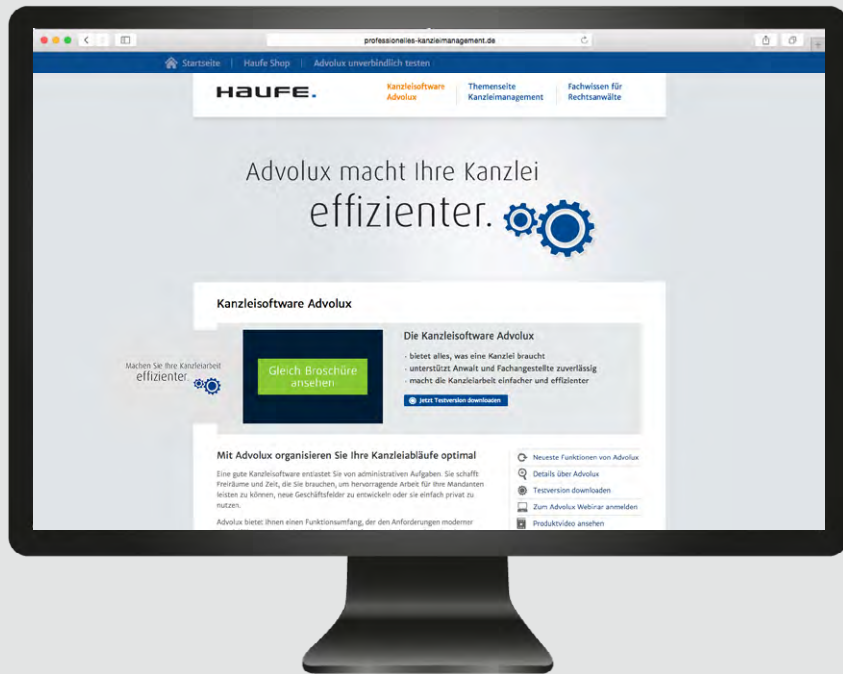 professionelles-kanzleimanagement.de
Startseite | Haufe Shop | Advolux unverbindlich testen
HAUFE.
Kanzleisoftware
Advolux
Themenseite
Kanzleimanagement
Fachwissen für
Rechtsanwälte
Advolux macht Ihre Kanzlei
effizienter.
Kanzleisoftware Advolux
Machen Sie Ihre Kanzleiarbeit
effizienter.
Gleich Broschüre
ansehen
Die Kanzleisoftware Advolux
· bietet alles, was eine Kanzlei braucht
· unterstützt Anwalt und Fachangestellte zuverlässig
· macht die Kanzleiarbeit einfacher und effizienter
Jetzt Testversion downloaden
Mit Advolux organisieren Sie Ihre Kanzleiabläufe optimal
Eine gute Kanzleisoftware entlastet Sie von administrativen Aufgaben. Sie schafft
Freiräume und Zeit, die Sie brauchen, um hervorragende Arbeit für Ihre Mandanten
leisten zu können, neue Geschäftsfelder zu entwickeln oder sie einfach privat zu
nutzen.
Advolux bietet Ihnen einen Funktionsumfang, der den Anforderungen moderner
Neueste Funktionen von Advolux
Details über Advolux
Testversion downloaden
Zum Advolux Webinar anmelden
Produktvideo ansehen